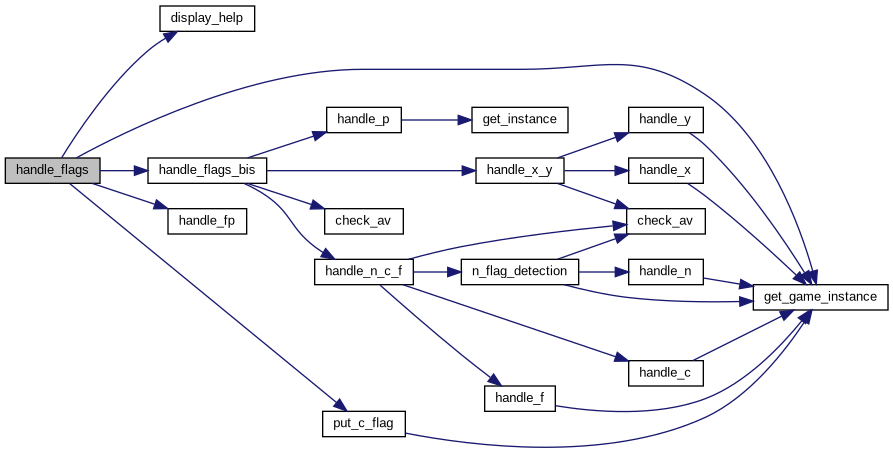 display_help
handle_p
get_instance
handle_y
handle_flags
handle_flags_bis
handle_x_y
handle_x
handle_fp
check_av
check_av
handle_n_c_f
n_flag_detection
handle_n
get_game_instance
handle_c
handle_f
put_c_flag